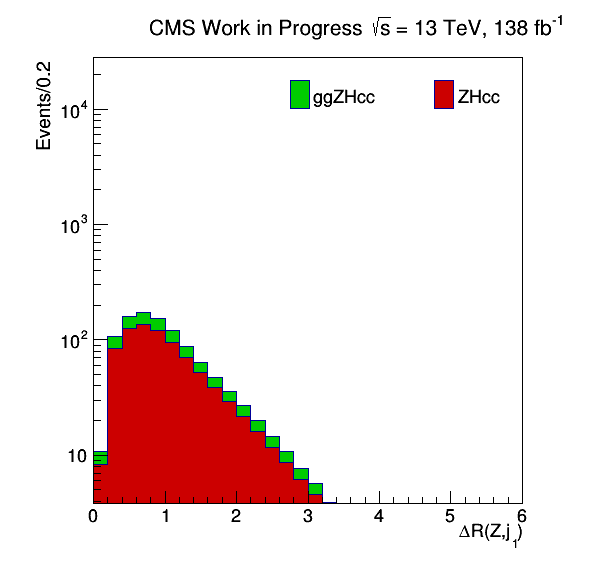 CMS Work in Progress √s = 13 TeV, 138 fb⁻¹
Events/0.2
ggZHcc ZHcc
10⁴
10³
10²
10
0 1 2 3 4 5 6
ΔR(Z,j₁)